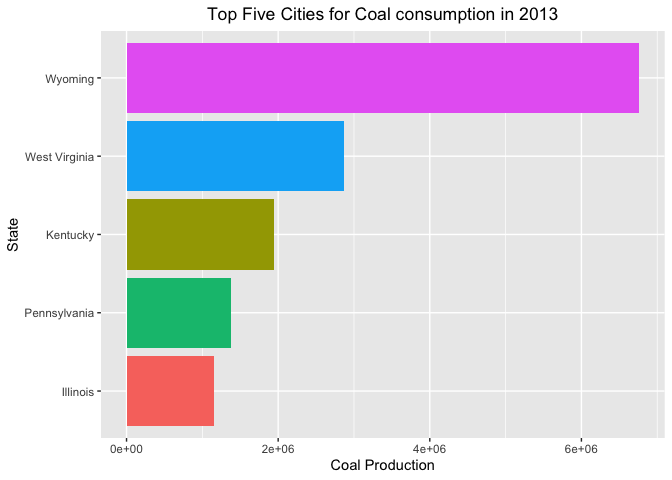 Top Five Cities for Coal consumption in 2013
Wyoming
West Virginia
Kentucky
Pennsylvania
Illinois
State
0e+00 2e+06 4e+06 6e+06
Coal Production